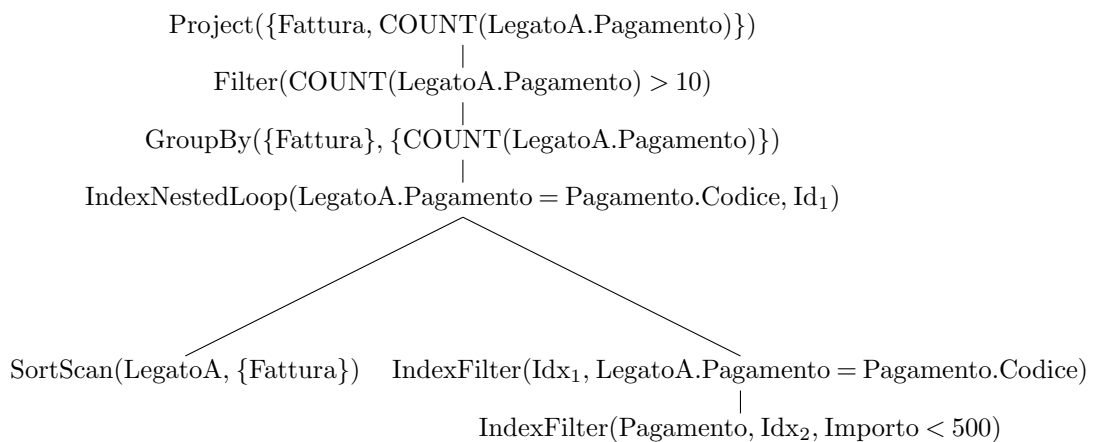 Project({Fattura, COUNT(LegatoA.Pagamento)})
Filter(COUNT(LegatoA.Pagamento) > 10)
GroupBy({Fattura}, {COUNT(LegatoA.Pagamento)})
IndexNestedLoop(LegatoA.Pagamento = Pagamento.Codice, Id₁)
SortScan(LegatoA, {Fattura}) IndexFilter(Idx₁, LegatoA.Pagamento = Pagamento.Codice)
IndexFilter(Pagamento, Idx₂, Importo < 500)